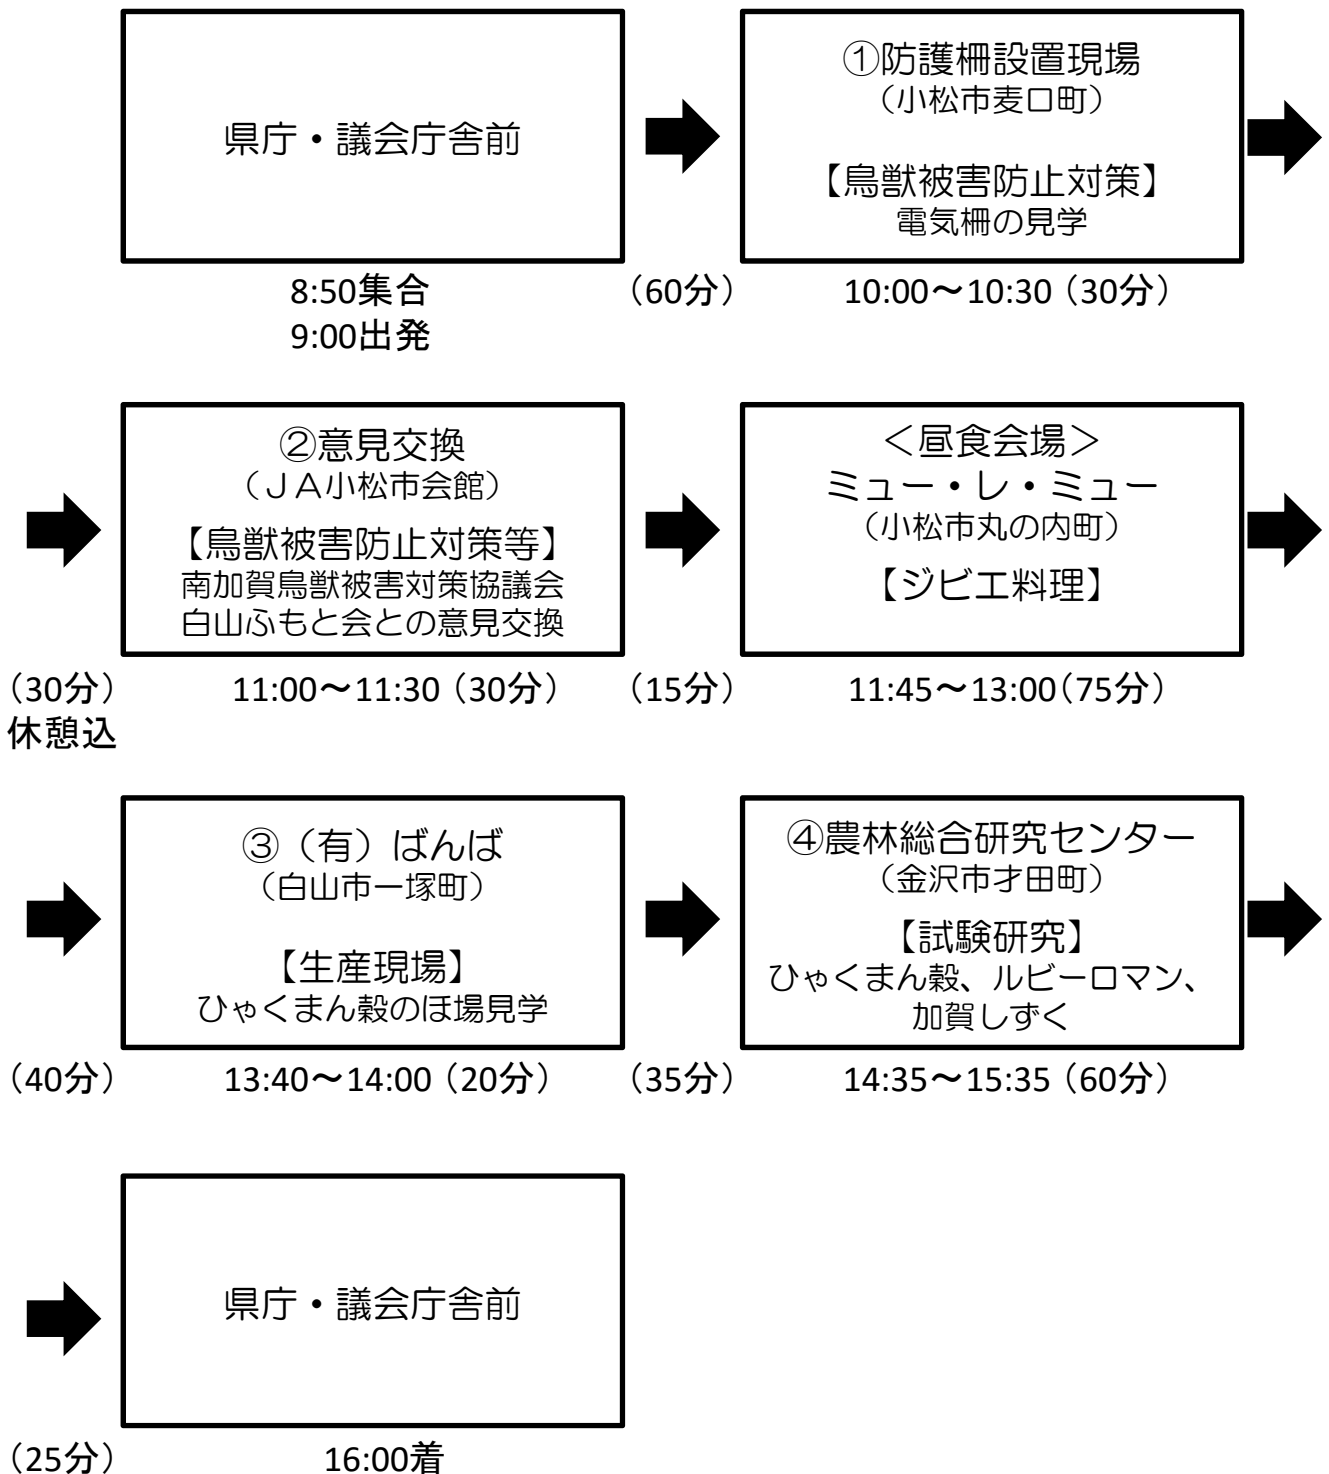 県庁・議会庁舎前
8:50集合
9:00出発
（60分）
①防護柵設置現場
（小松市麦口町）
【鳥獣被害防止対策】
電気柵の見学
10:00～10:30（30分）
（30分）
休憩込
②意見交換
（ＪＡ小松市会館）
【鳥獣被害防止対策等】
南加賀鳥獣被害対策協議会
白山ふもと会との意見交換
11:00～11:30（30分）
（15分）
＜昼食会場＞
ミュー・レ・ミュー
（小松市丸の内町）
【ジビエ料理】
11:45～13:00（75分）
（40分）
③（有）ばんば
（白山市一塚町）
【生産現場】
ひゃくまん穀のほ場見学
13:40～14:00（20分）
（35分）
④農林総合研究センター
（金沢市才田町）
【試験研究】
ひゃくまん穀、ルビーロマン、
加賀しずく
14:35～15:35（60分）
（25分）
県庁・議会庁舎前
16:00着